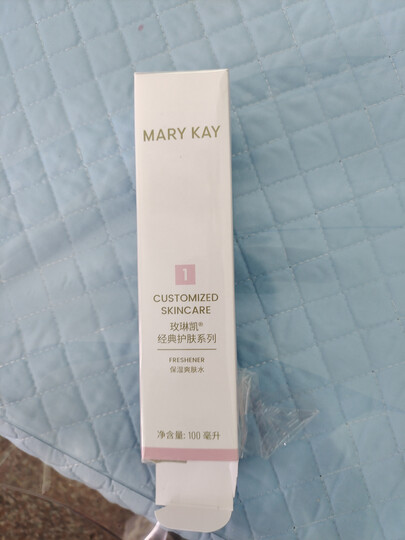 MARY KAY
1
CUSTOMIZED
SKINCARE
玫琳凯®
经典护肤系列
FRESHENER
保湿爽肤水
净含量: 100 毫升